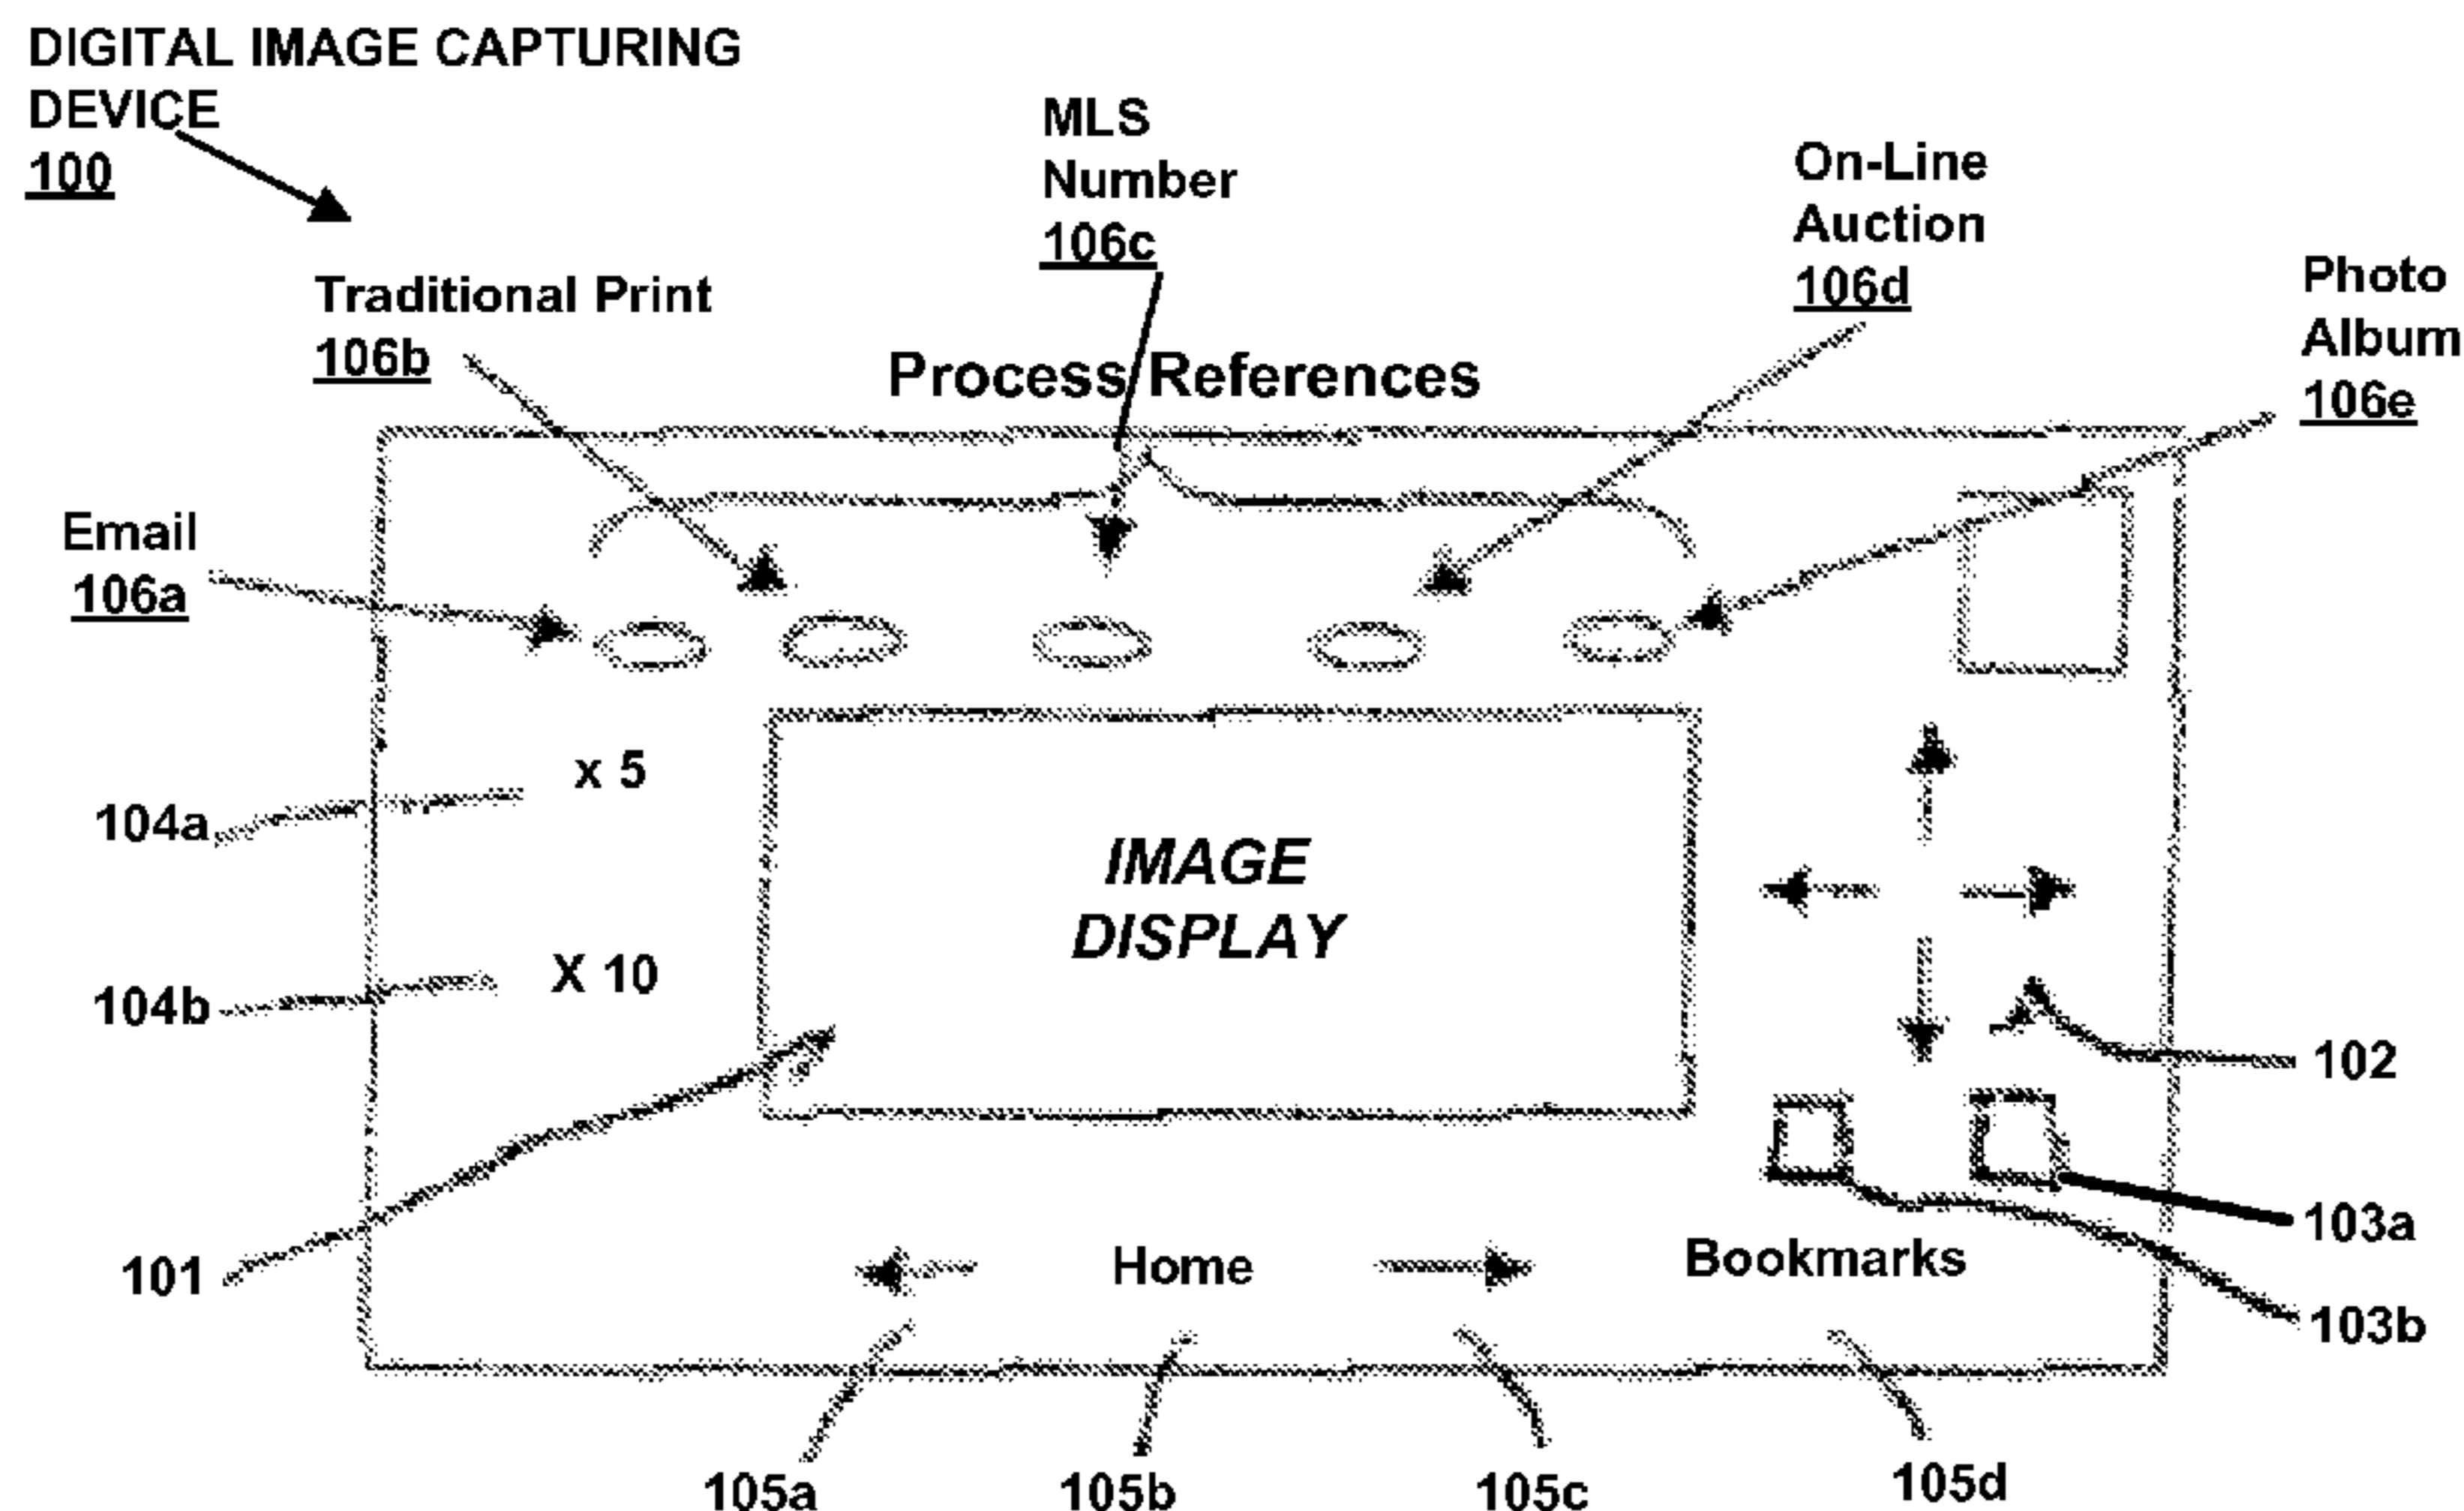 DIGITAL IMAGE CAPTURING
DEVICE
100
MLS
Number
106c
On-Line
Auction
106d
Photo
Album
106e
Traditional Print
106b
Process References
Email
106a
x 5
104a
IMAGE
DISPLAY
X 10
104b
102
103a
101
Home
Bookmarks
103b
105a
105b
105c
105d